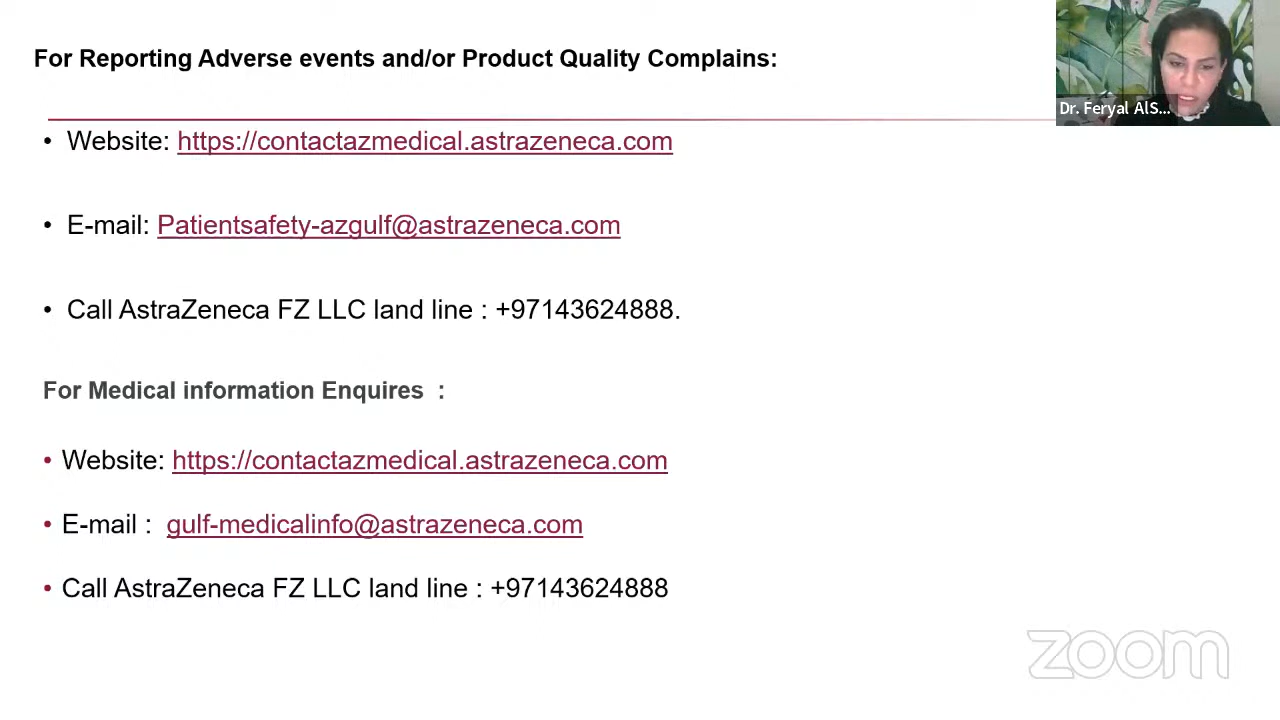 For Reporting Adverse events and/or Product Quality Complains:
Dr. Feryal AlS...
• Website: https://contactazmedical.astrazeneca.com
• E-mail: Patientsafety-azgulf@astrazeneca.com
• Call AstraZeneca FZ LLC land line : +97143624888.
For Medical information Enquires :
• Website: https://contactazmedical.astrazeneca.com
• E-mail : gulf-medicalinfo@astrazeneca.com
• Call AstraZeneca FZ LLC land line : +97143624888
zoom